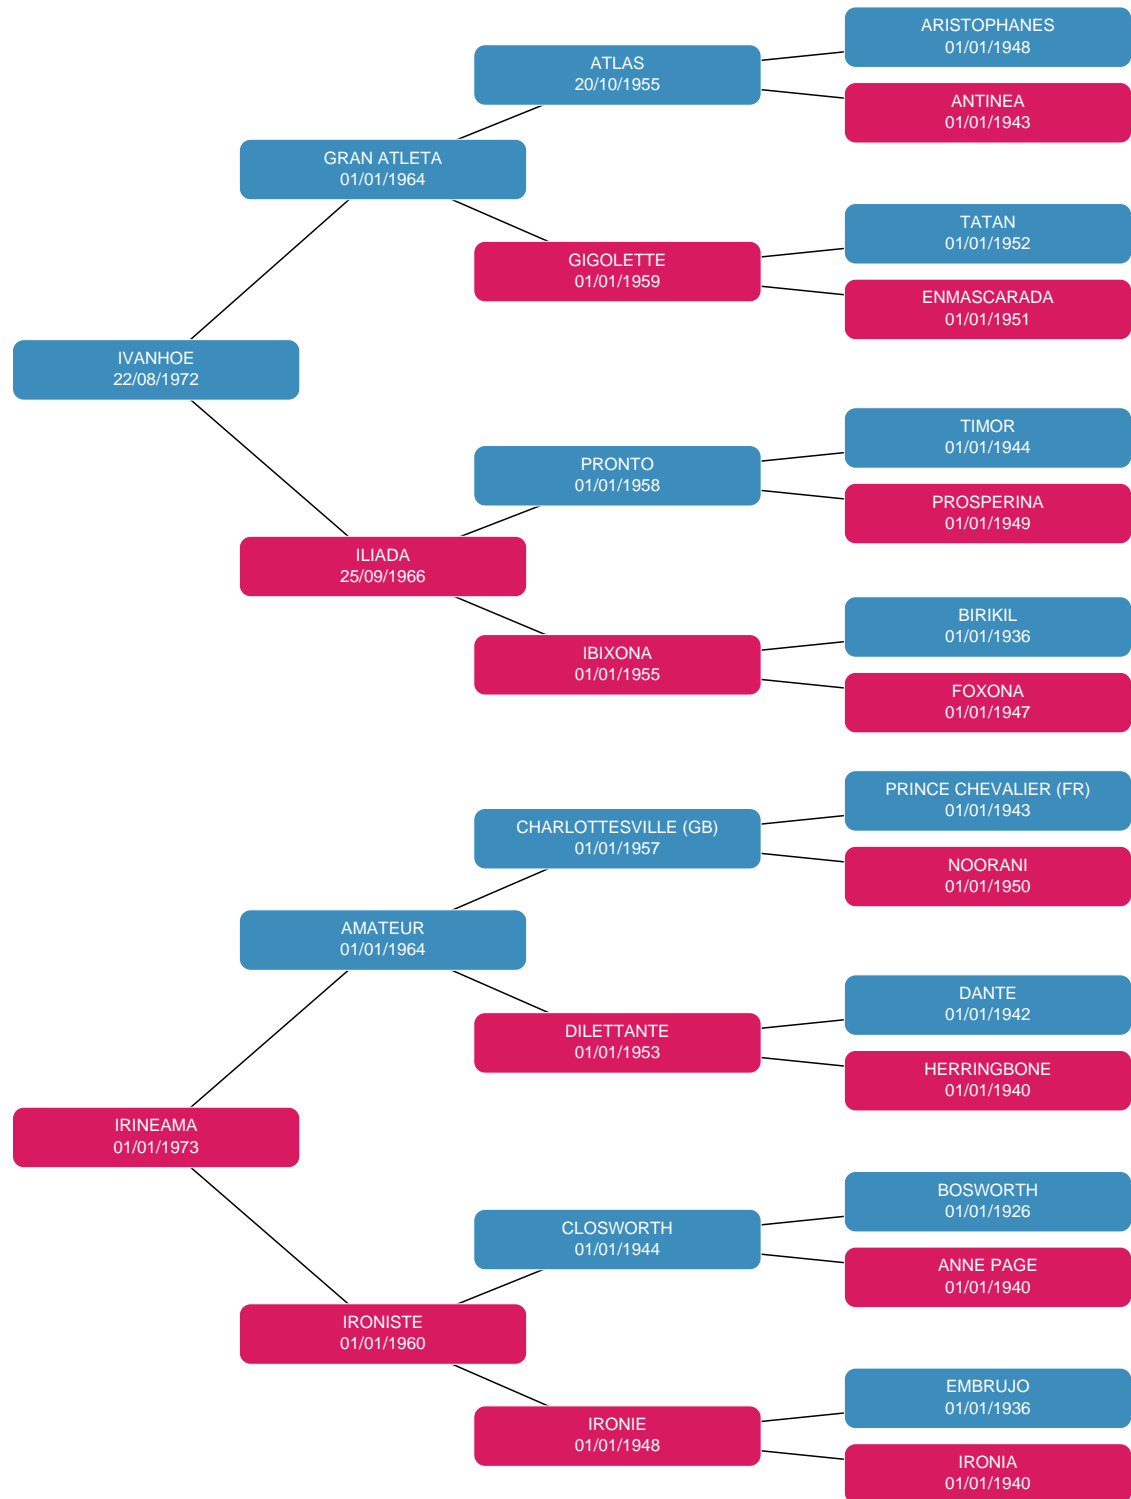 ARISTOPHANES
01/01/1948
ATLAS
20/10/1955
ANTINEA
01/01/1943
GRAN ATLETA
01/01/1964
TATAN
01/01/1952
GIGOLETTE
01/01/1959
ENMASCARADA
01/01/1951
IVANHOE
22/08/1972
TIMOR
01/01/1944
PRONTO
01/01/1958
PROSPERINA
01/01/1949
ILIADA
25/09/1966
BIRIKIL
01/01/1936
IBIXONA
01/01/1955
FOXONA
01/01/1947
PRINCE CHEVALIER (FR)
01/01/1943
CHARLOTTESVILLE (GB)
01/01/1957
NOORANI
01/01/1950
AMATEUR
01/01/1964
DANTE
01/01/1942
DILETTANTE
01/01/1953
HERRINGBONE
01/01/1940
IRINEAMA
01/01/1973
BOSWORTH
01/01/1926
CLOSWORTH
01/01/1944
ANNE PAGE
01/01/1940
IRONISTE
01/01/1960
EMBRUJO
01/01/1936
IRONIE
01/01/1948
IRONIA
01/01/1940